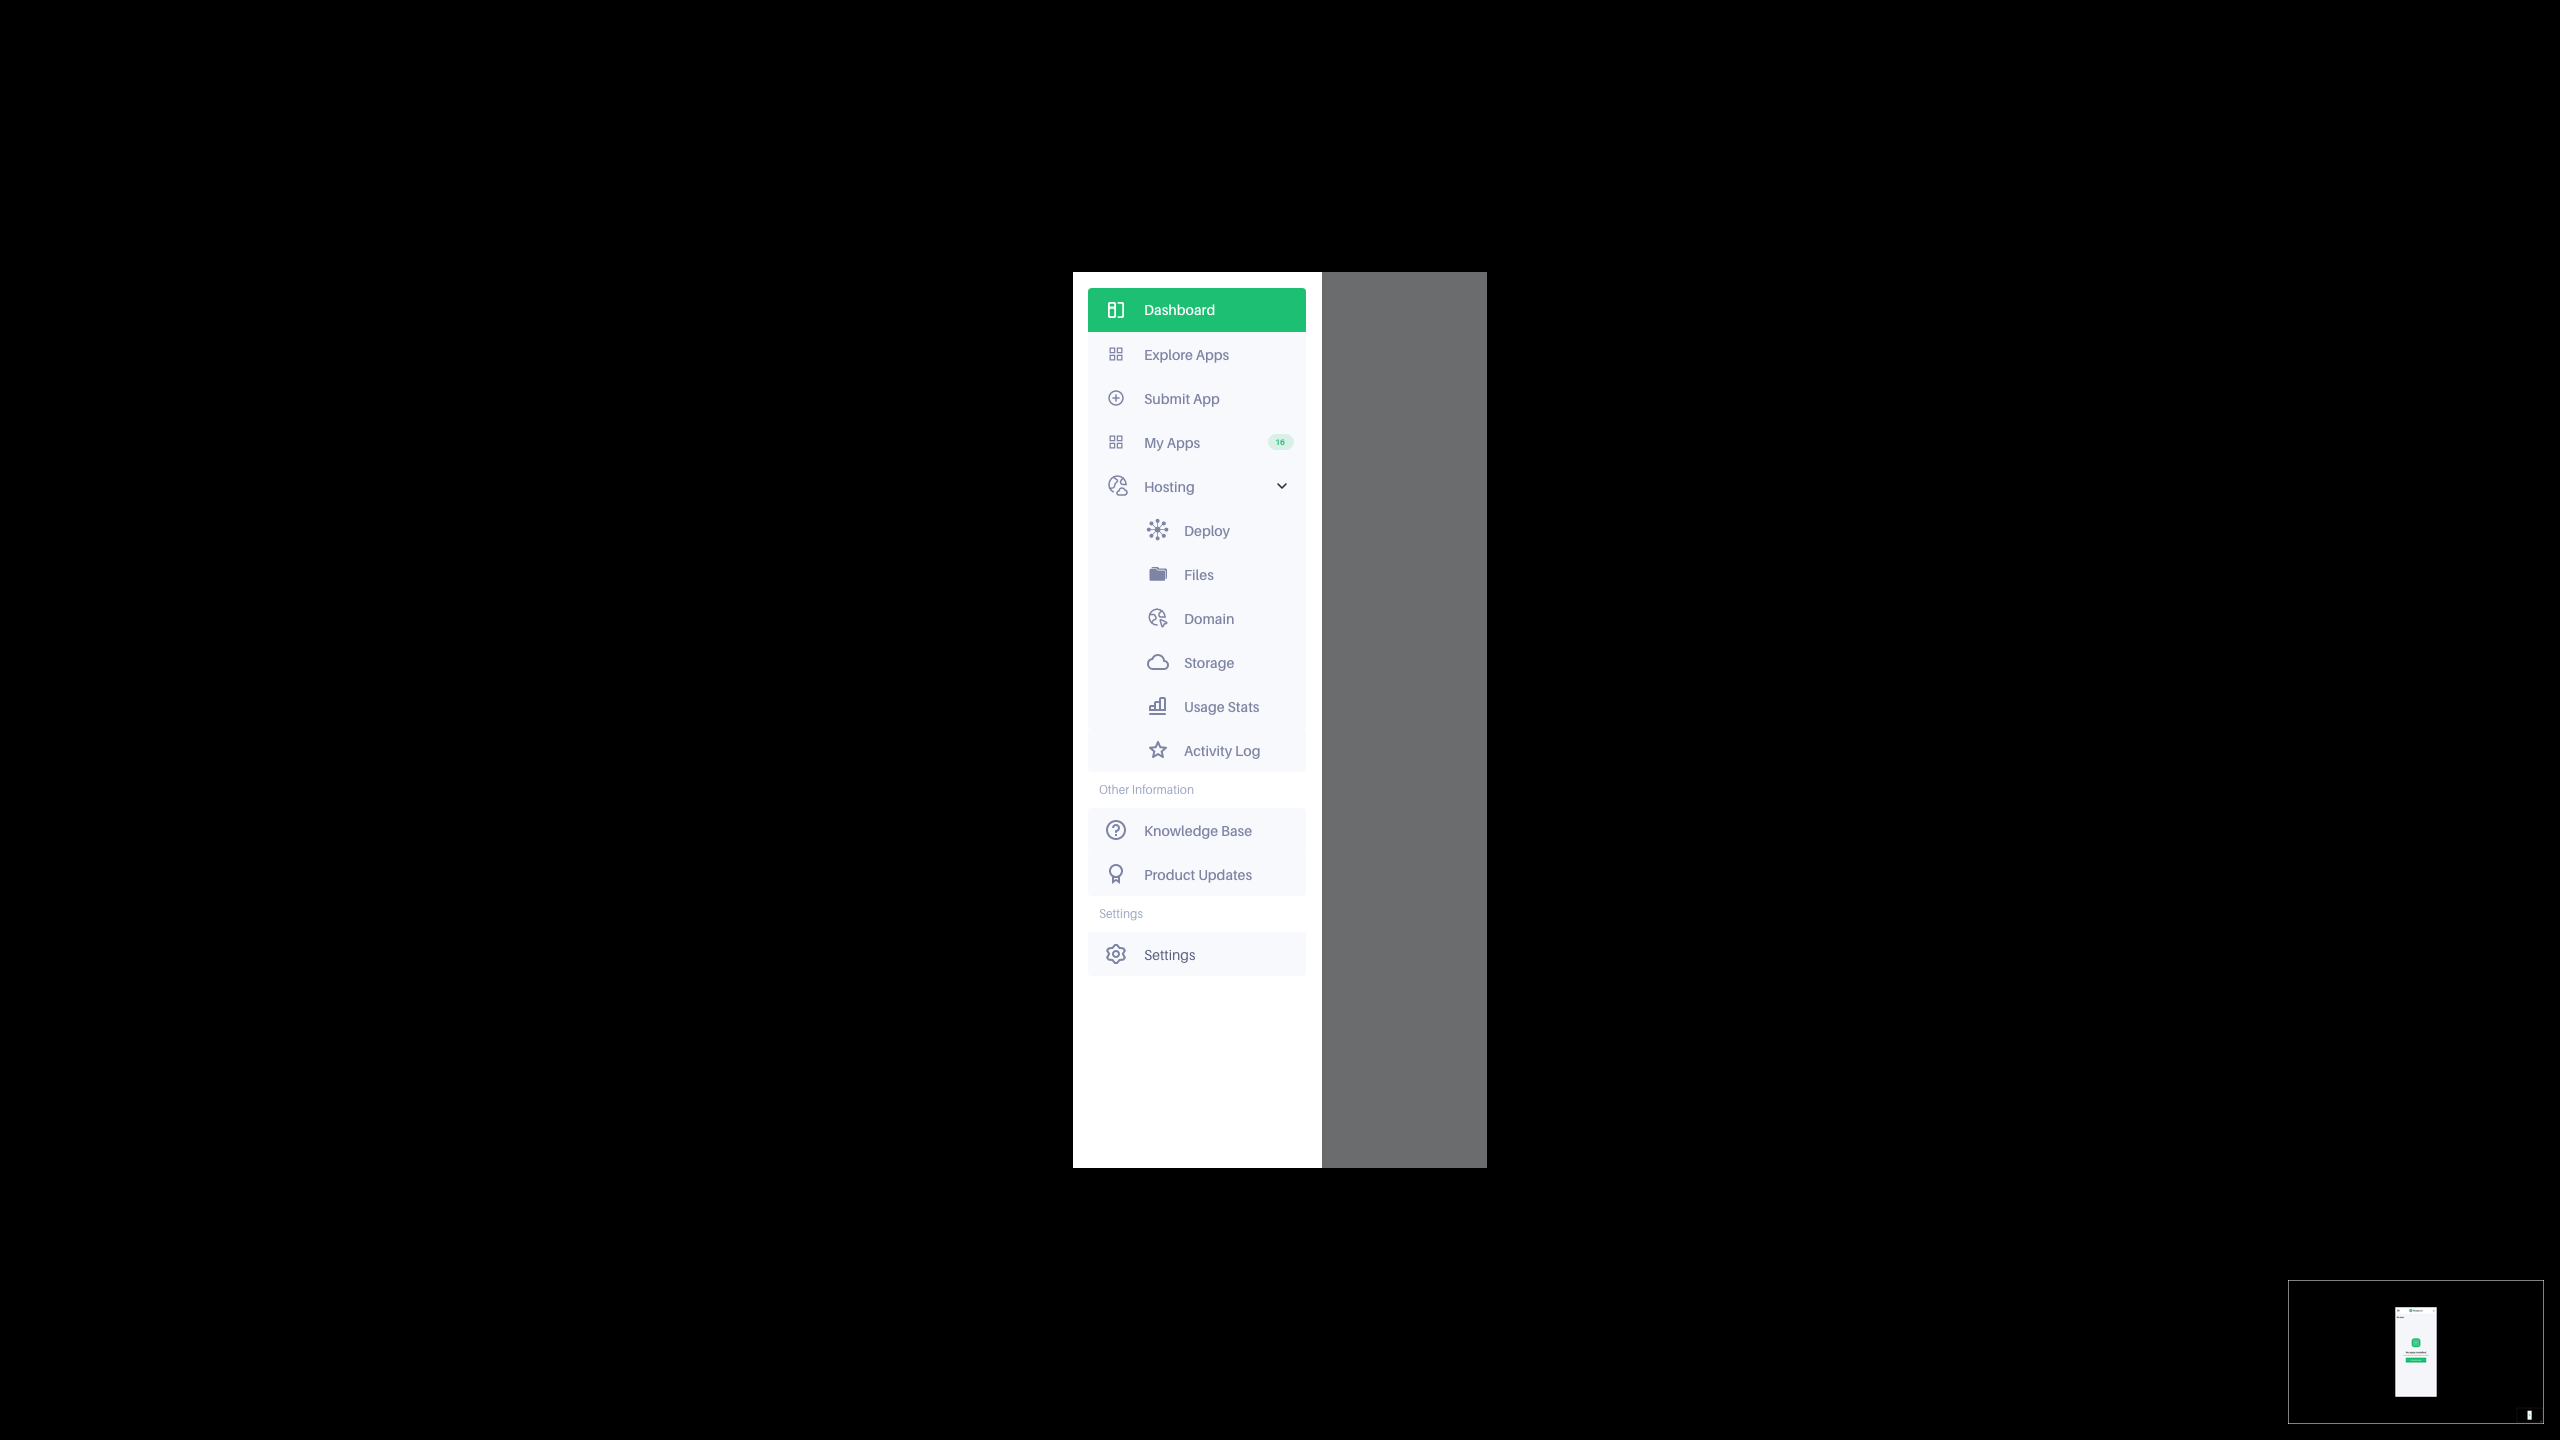 Dashboard
Explore Apps
Submit App
My Apps 16
Hosting
Deploy
Files
Domain
Storage
Usage Stats
Activity Log
Other Information
Knowledge Base
Product Updates
Settings
Settings